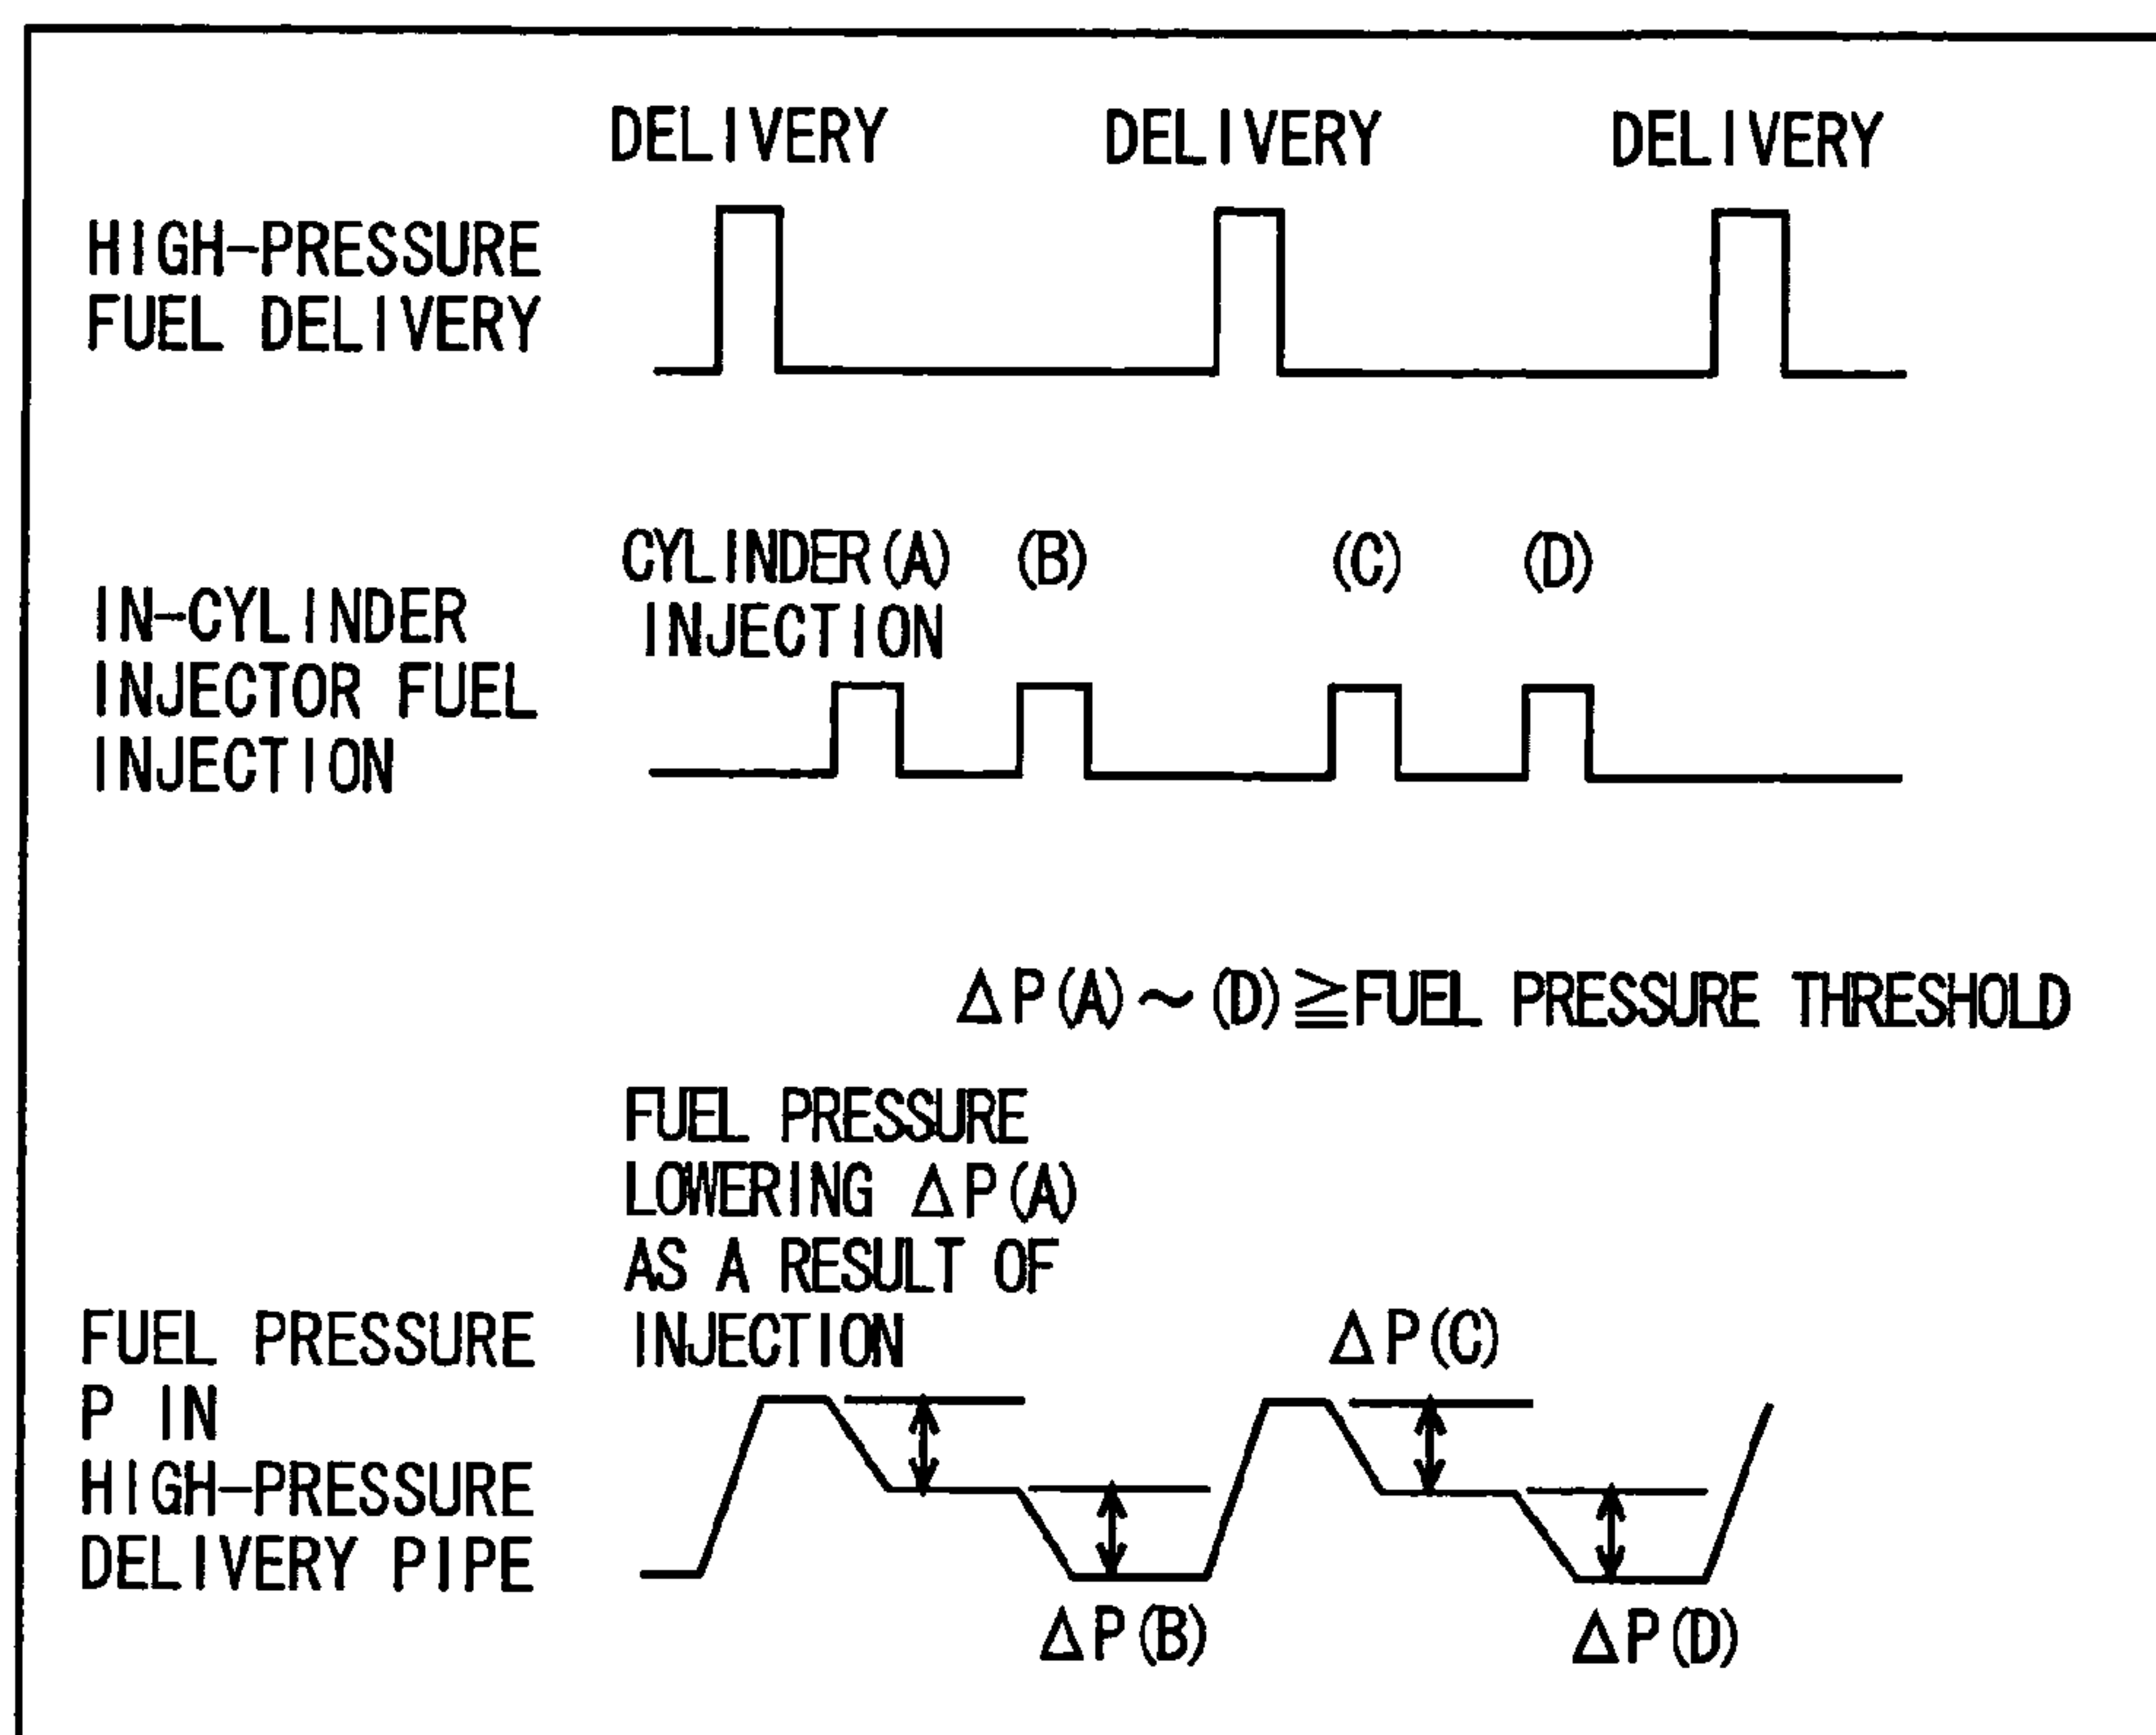 DELIVERY DELIVERY DELIVERY
HIGH-PRESSURE
FUEL DELIVERY
CYLINDER(A) (B) (C) (D)
INJECTION
IN-CYLINDER
INJECTOR FUEL
INJECTION
ΔP(A)~(D)≧FUEL PRESSURE THRESHOLD
FUEL PRESSURE
LOWERING ΔP(A)
AS A RESULT OF
INJECTION
ΔP(C)
FUEL PRESSURE
P IN
HIGH-PRESSURE
DELIVERY PIPE
ΔP(B) ΔP(D)